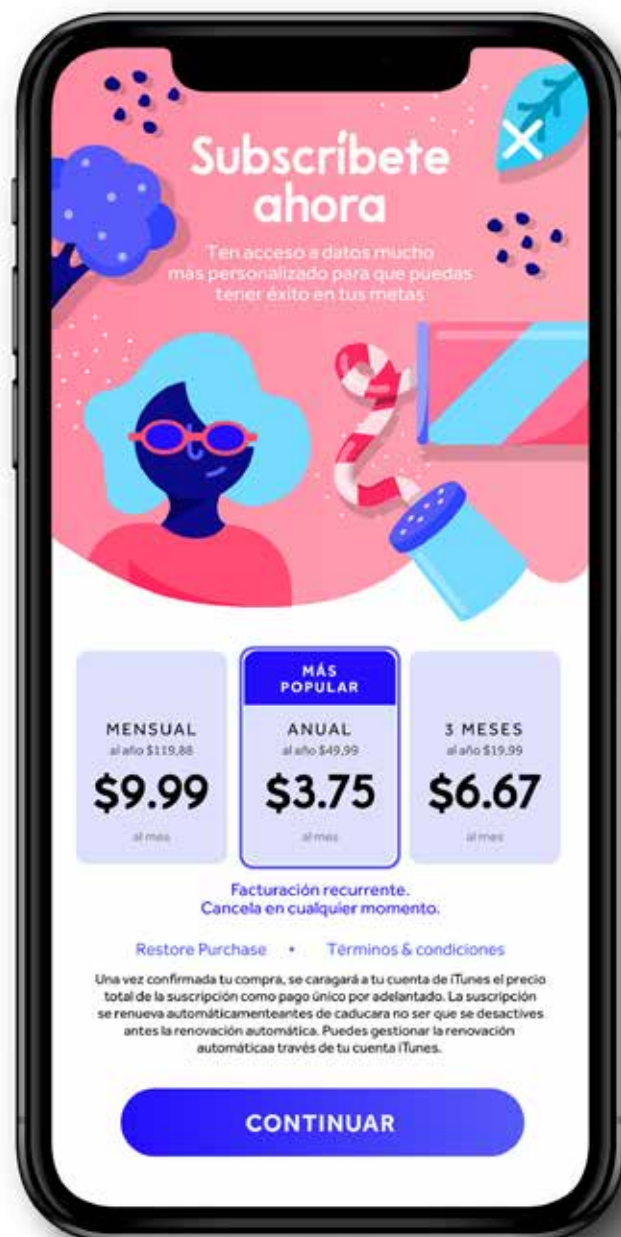 Subscríbete
ahora
Ten acceso a datos mucho
mas personalizado para que puedas
tener éxito en tus metas
MENSUAL
al año $119,88
$9.99
al mes
MÁS
POPULAR
ANUAL
al año $49,99
$3.75
al mes
3 MESES
al año $19,99
$6.67
al mes
Facturación recurrente.
Cancela en cualquier momento.
Restore Purchase • Términos & condiciones
Una vez confirmada tu compra, se caragará a tu cuenta de iTunes el precio
total de la suscripción como pago único por adelantado. La suscripción
se renueva automáticamenteantes de caducara no ser que se desactives
antes la renovación automática. Puedes gestionar la renovación
automáticaa través de tu cuenta iTunes.
CONTINUAR